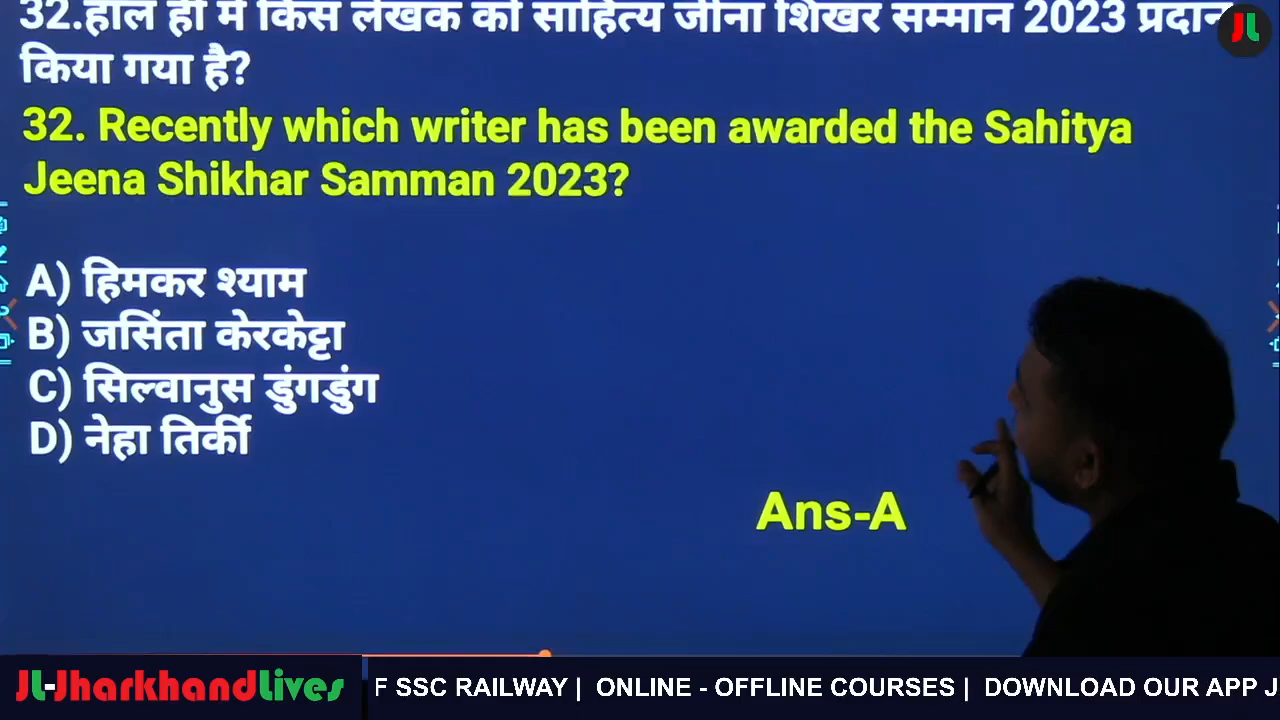 32.हाल ही में किस लेखक को साहित्य जीना शिखर सम्मान 2023 प्रदान
किया गया है?
32. Recently which writer has been awarded the Sahitya
Jeena Shikhar Samman 2023?
A) हिमकर श्याम
B) जसिंता केरकेट्टा
C) सिल्वानुस डुंगडुंग
D) नेहा तिर्की
Ans-A
JL
JL-JharkhandLives
F SSC RAILWAY | ONLINE - OFFLINE COURSES | DOWNLOAD OUR APP J